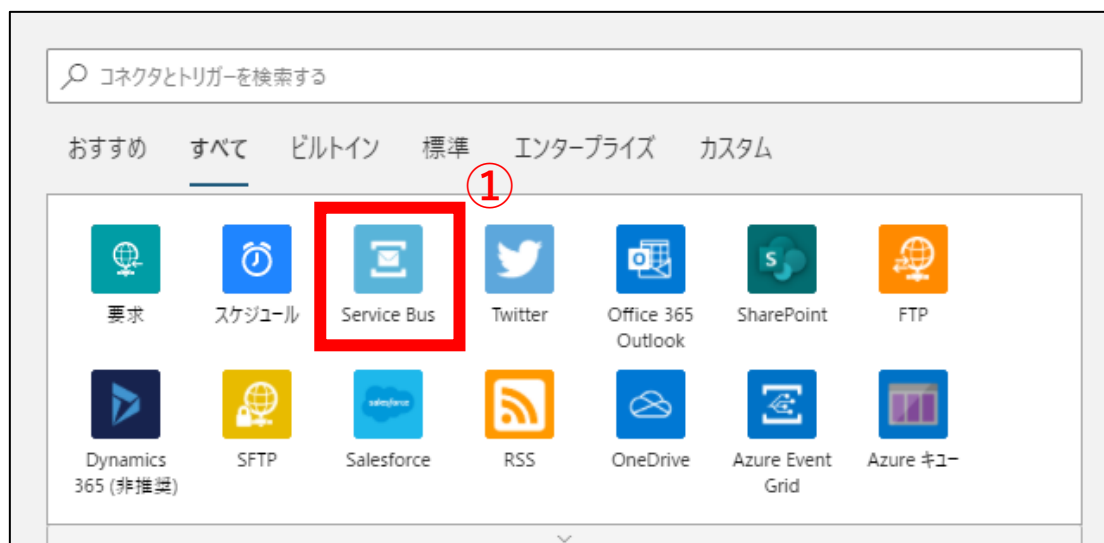 コネクタとトリガーを検索する
おすすめ すべて ビルトイン 標準 エンタープライズ カスタム
①
要求 スケジュール Service Bus Twitter Office 365 Outlook SharePoint FTP
S
salesforce
Dynamics 365 (非推奨) SFTP Salesforce RSS OneDrive Azure Event Grid Azure キュー